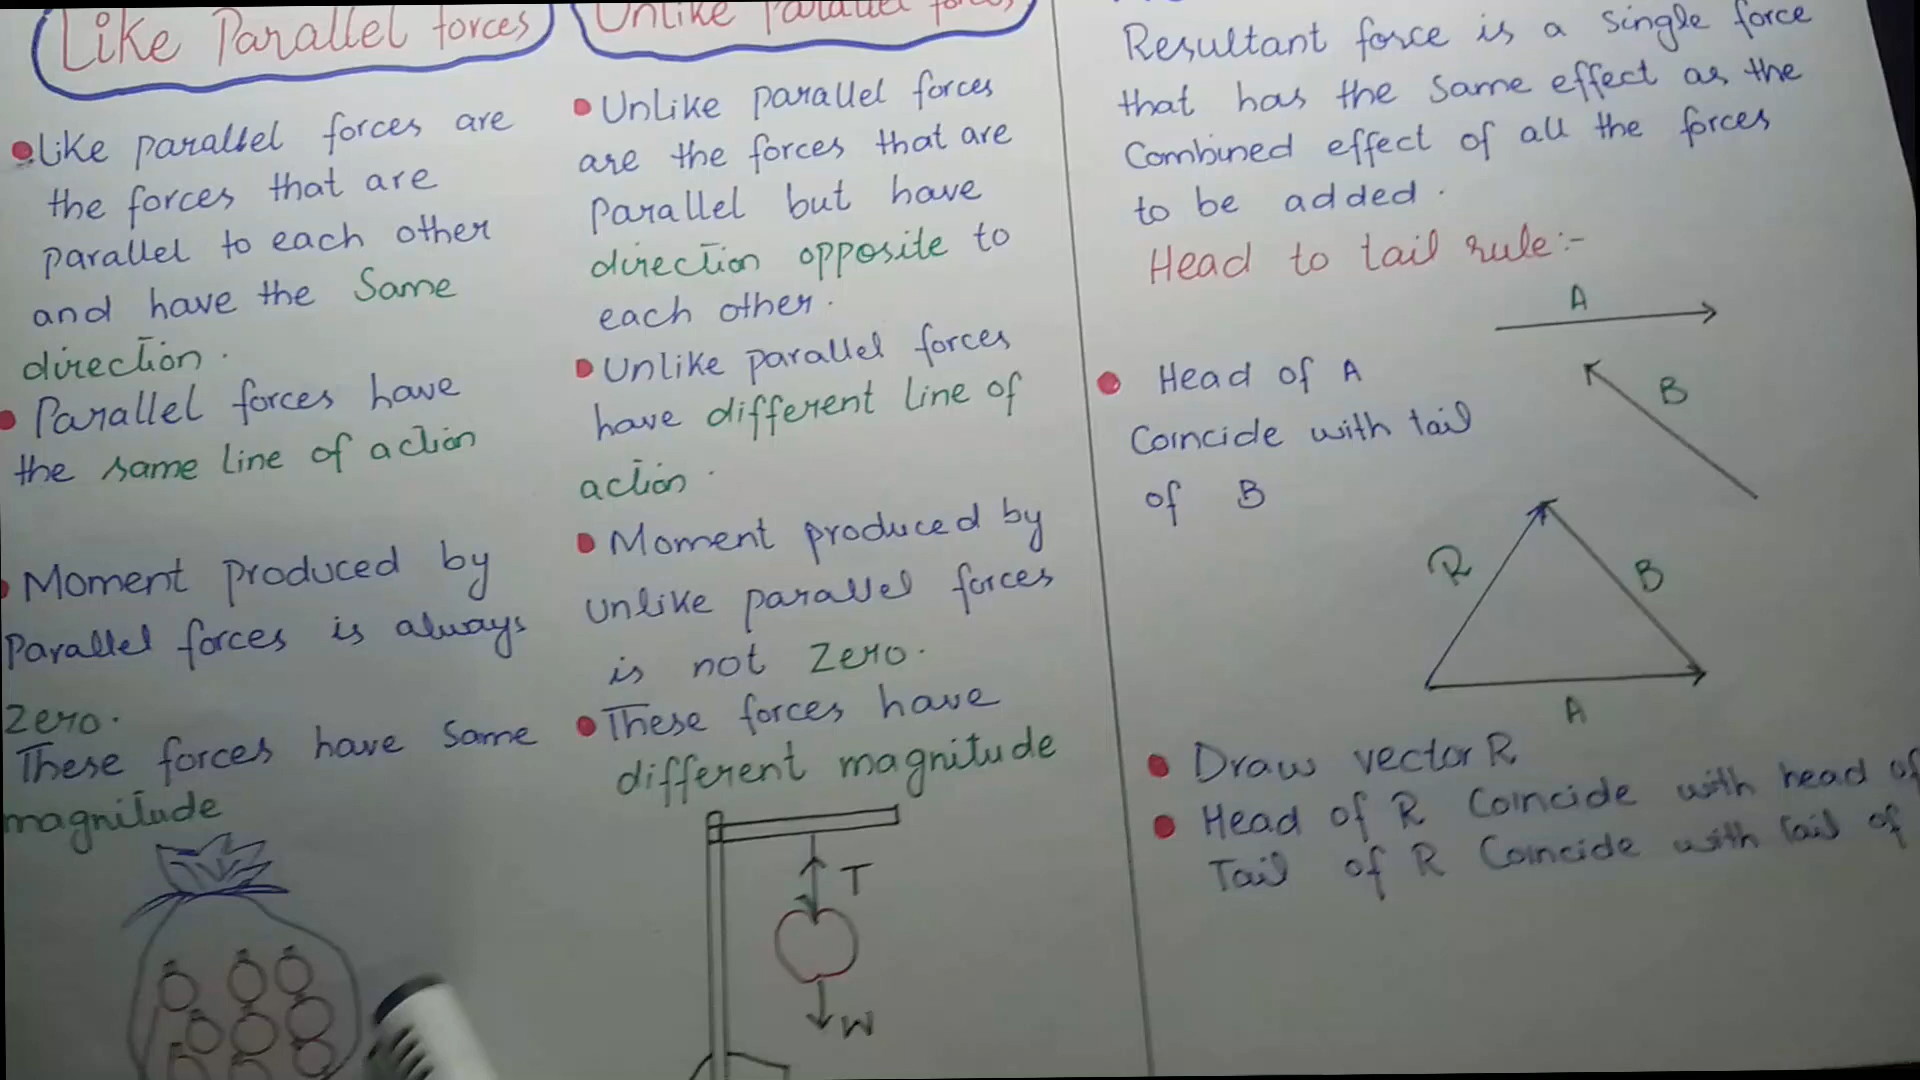 Like Parallel forces
•Like parallel forces are
the forces that are
parallel to each other
and have the Same
direction.
• Parallel forces have
the same line of action
• Moment produced by
Parallel forces is always
Zero.
These forces have Same
magnitude
Unlike Parallel forces
• Unlike parallel forces
are the forces that are
parallel but have
direction opposite to
each other.
• Unlike parallel forces
have different line of
action.
• Moment produced by
unlike parallel forces
is not Zero.
• These forces have
different magnitude
T
W
Resultant force is a single force
that has the same effect as the
Combined effect of all the forces
to be added.
Head to tail rule:-
A
B
• Head of A
Coincide with tail
of B
R
B
A
• Draw vector R
• Head of R Coincide with head of
Tail of R Coincide with tail of